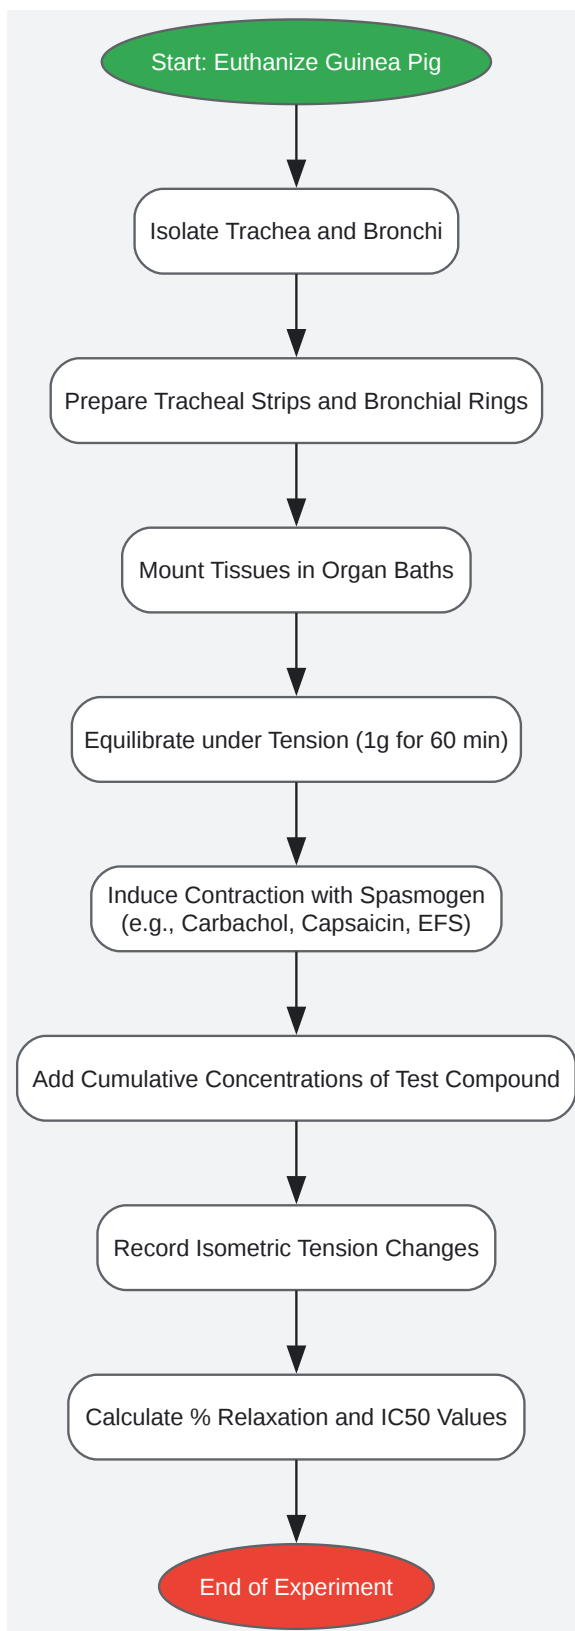 Start: Euthanize Guinea Pig
Isolate Trachea and Bronchi
Prepare Tracheal Strips and Bronchial Rings
Mount Tissues in Organ Baths
Equilibrate under Tension (1g for 60 min)
Induce Contraction with Spasmogen
(e.g., Carbachol, Capsaicin, EFS)
Add Cumulative Concentrations of Test Compound
Record Isometric Tension Changes
Calculate % Relaxation and IC50 Values
End of Experiment